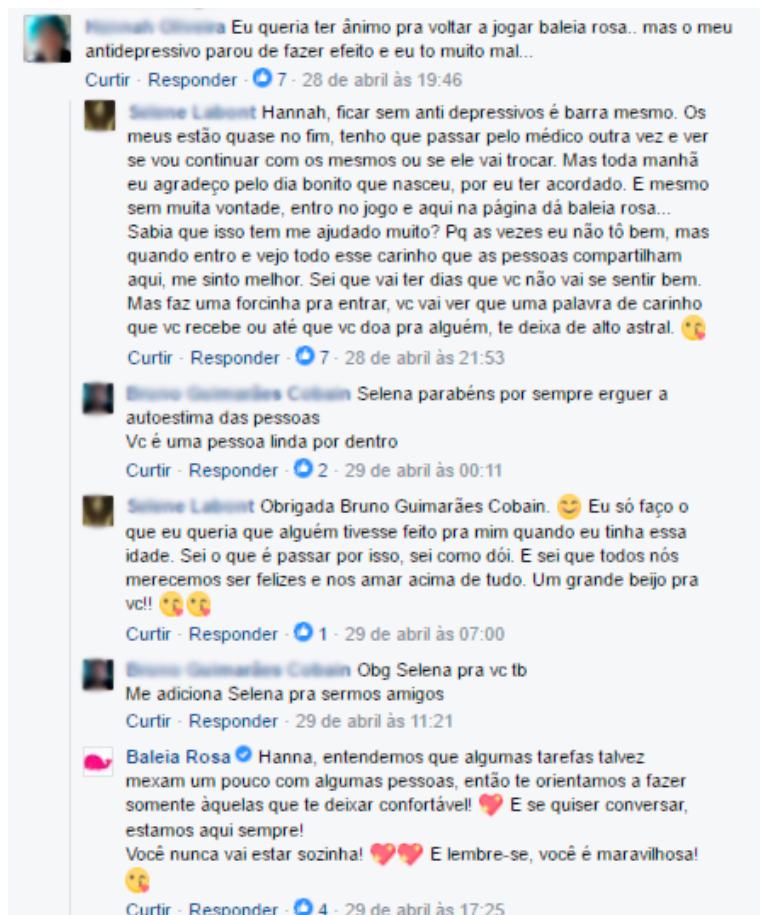 Eu queria ter ânimo pra voltar a jogar baleia rosa.. mas o meu
antidepressivo parou de fazer efeito e eu to muito mal...
Curtir · Responder · 7 · 28 de abril às 19:46
Hannah, ficar sem anti depressivos é barra mesmo. Os
meus estão quase no fim, tenho que passar pelo médico outra vez e ver
se vou continuar com os mesmos ou se ele vai trocar. Mas toda manhã
eu agradeço pelo dia bonito que nasceu, por eu ter acordado. E mesmo
sem muita vontade, entro no jogo e aqui na página dá baleia rosa...
Sabia que isso tem me ajudado muito? Pq as vezes eu não tô bem, mas
quando entro e vejo todo esse carinho que as pessoas compartilham
aqui, me sinto melhor. Sei que vai ter dias que vc não vai se sentir bem.
Mas faz uma forcinha pra entrar, vc vai ver que uma palavra de carinho
que vc recebe ou até que vc doa pra alguém, te deixa de alto astral.
Curtir · Responder · 7 · 28 de abril às 21:53
Selena parabéns por sempre erguer a
autoestima das pessoas
Vc é uma pessoa linda por dentro
Curtir · Responder · 2 · 29 de abril às 00:11
Obrigada Bruno Guimarães Cobain. Eu só faço o
que eu queria que alguém tivesse feito pra mim quando eu tinha essa
idade. Sei o que é passar por isso, sei como dói. E sei que todos nós
merecemos ser felizes e nos amar acima de tudo. Um grande beijo pra
vc!!
Curtir · Responder · 1 · 29 de abril às 07:00
Obg Selena pra vc tb
Me adiciona Selena pra sermos amigos
Curtir · Responder · 29 de abril às 11:21
Baleia Rosa Hanna, entendemos que algumas tarefas talvez
mexam um pouco com algumas pessoas, então te orientamos a fazer
somente àquelas que te deixar confortável! E se quiser conversar,
estamos aqui sempre!
Você nunca vai estar sozinha! E lembre-se, você é maravilhosa!
Curtir · Responder · 4 · 29 de abril às 17:25